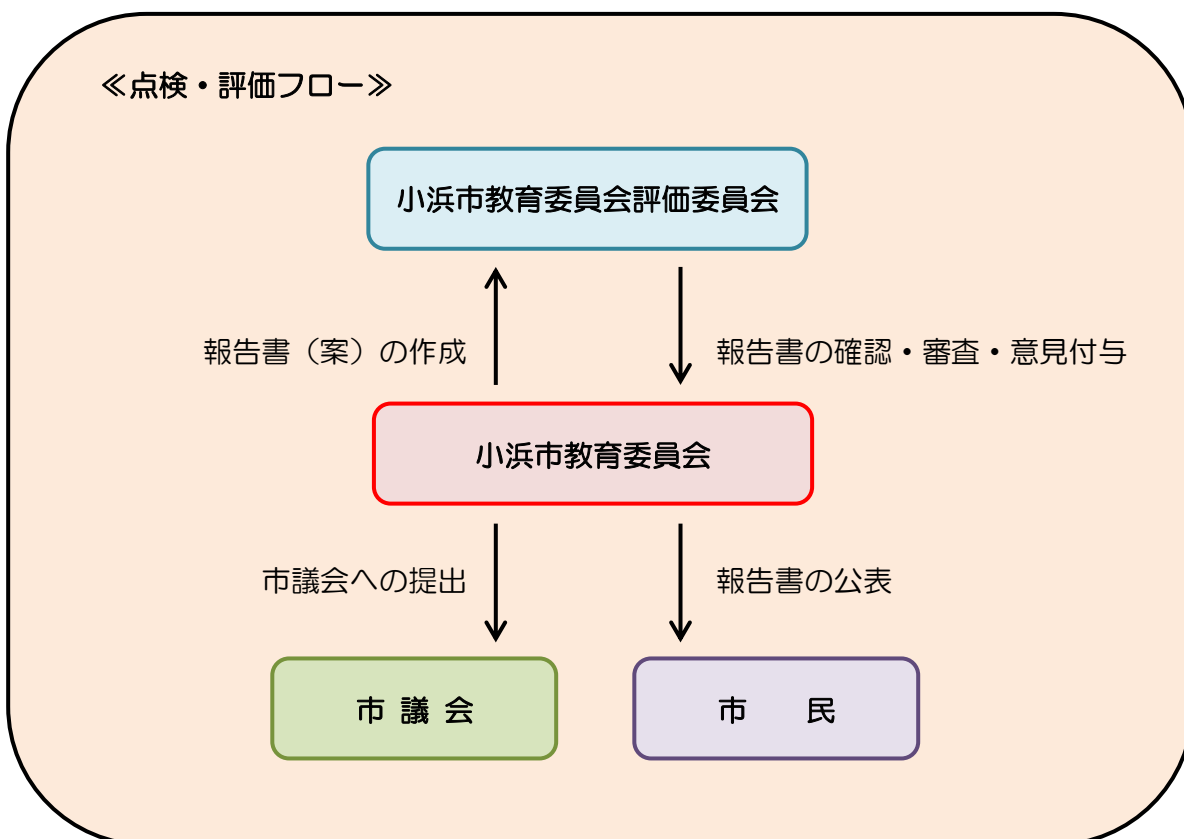 ≪点検・評価フロー≫
小浜市教育委員会評価委員会
報告書（案）の作成
報告書の確認・審査・意見付与
小浜市教育委員会
市議会への提出
報告書の公表
市 議 会
市　　民